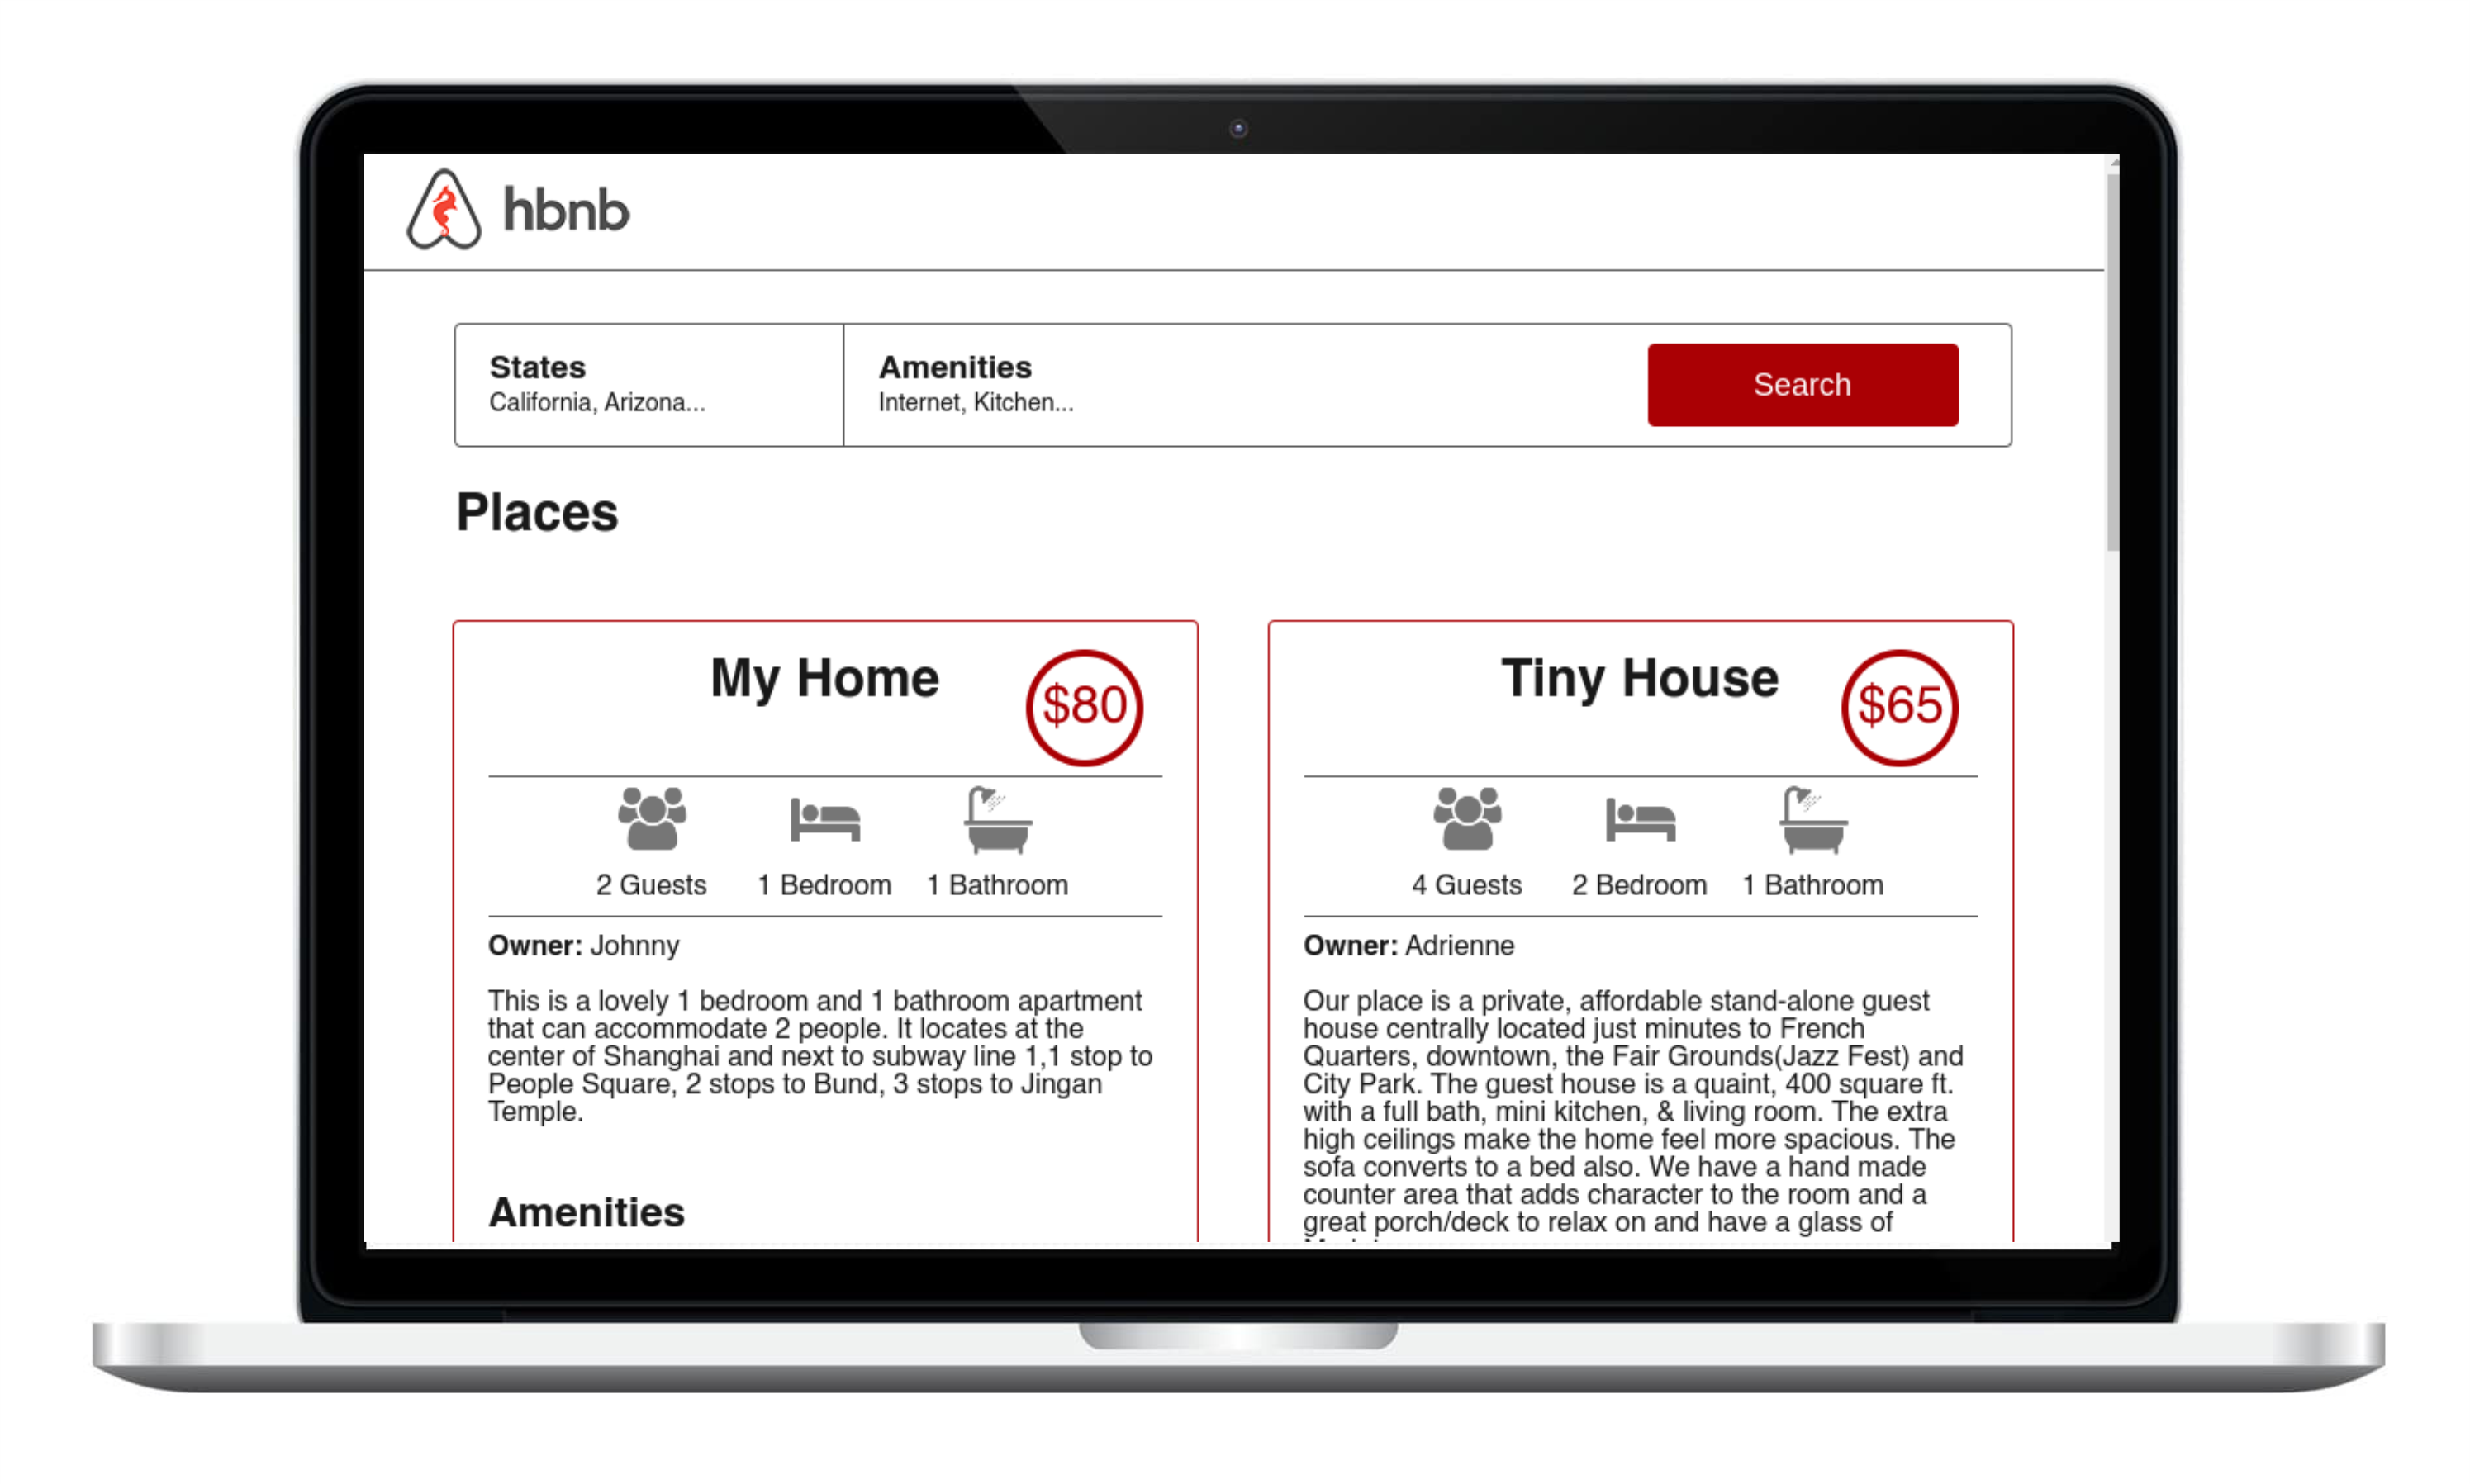 hbnb
States
California, Arizona...
Amenities
Internet, Kitchen...
Search
Places
My Home
$80
2 Guests
1 Bedroom
1 Bathroom
Owner: Johnny
This is a lovely 1 bedroom and 1 bathroom apartment
that can accommodate 2 people. It locates at the
center of Shanghai and next to subway line 1,1 stop to
People Square, 2 stops to Bund, 3 stops to Jingan
Temple.
Amenities
Tiny House
$65
4 Guests
2 Bedroom
1 Bathroom
Owner: Adrienne
Our place is a private, affordable stand-alone guest
house centrally located just minutes to French
Quarters, downtown, the Fair Grounds(Jazz Fest) and
City Park. The guest house is a quaint, 400 square ft.
with a full bath, mini kitchen, & living room. The extra
high ceilings make the home feel more spacious. The
sofa converts to a bed also. We have a hand made
counter area that adds character to the room and a
great porch/deck to relax on and have a glass of